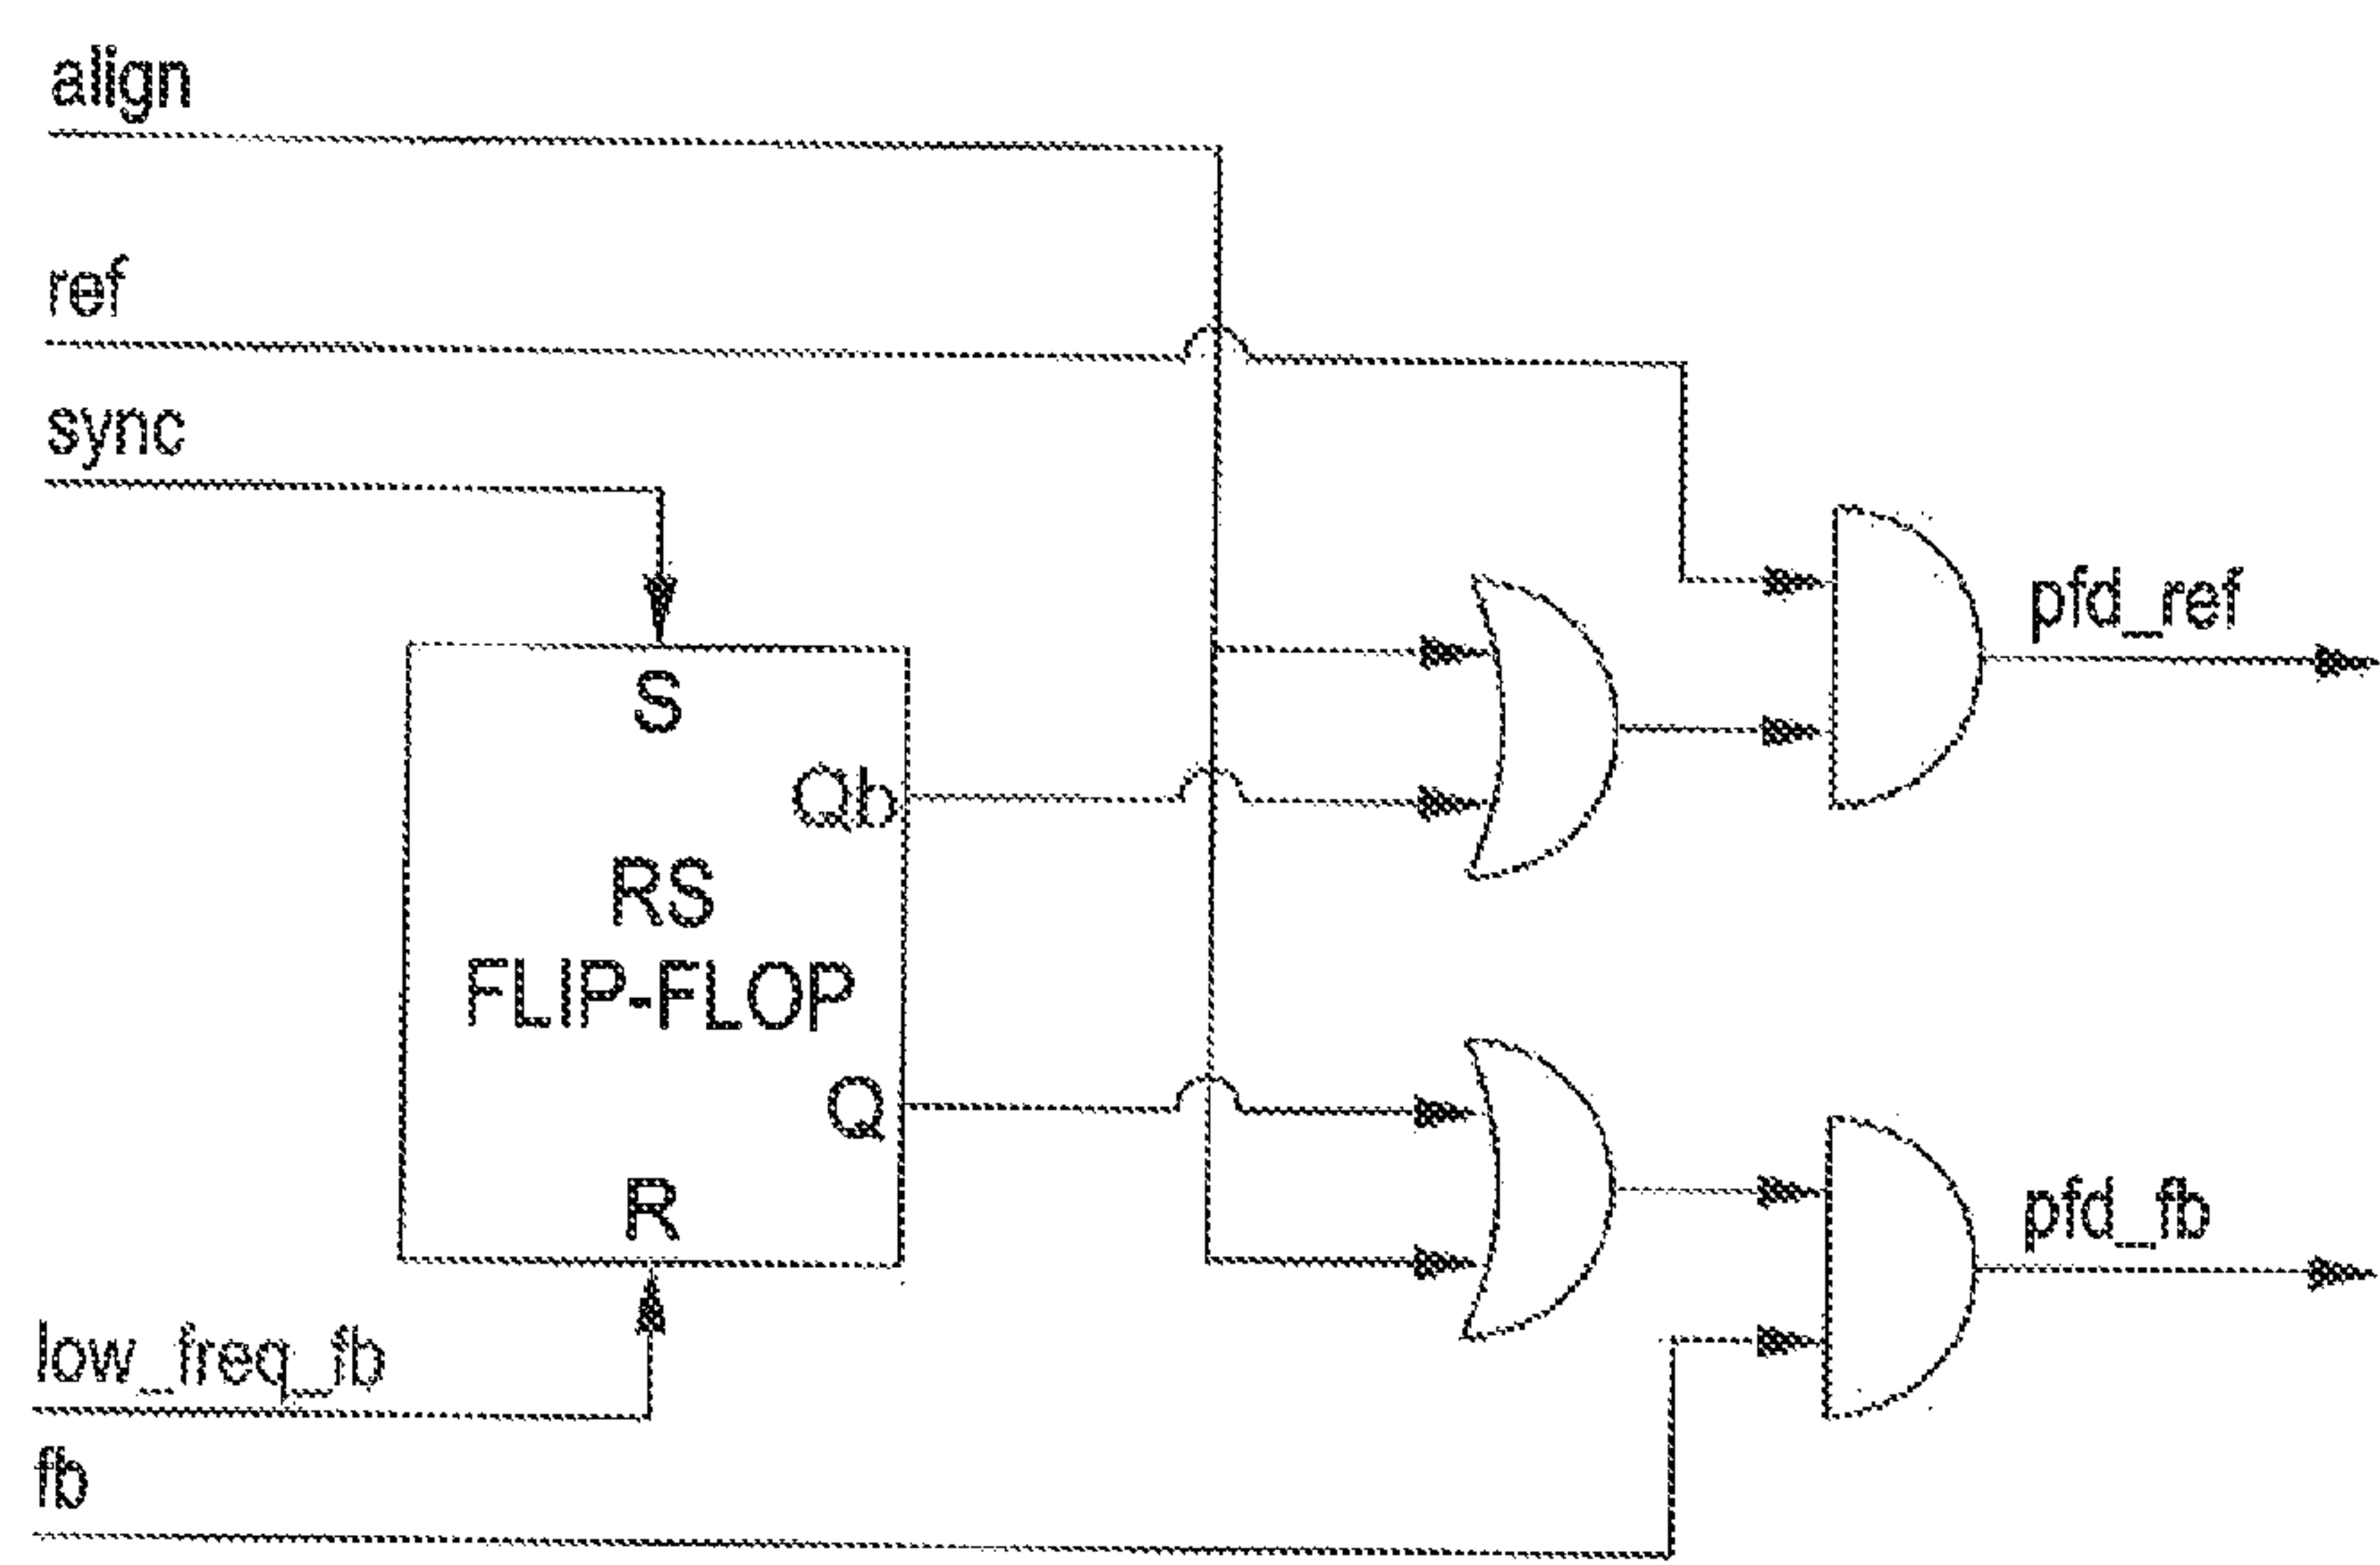 align
ref
sync
S
Qb
RS
FLIP-FLOP
Q
R
low_freq_fb
fb
pfd_ref
pfd_fb